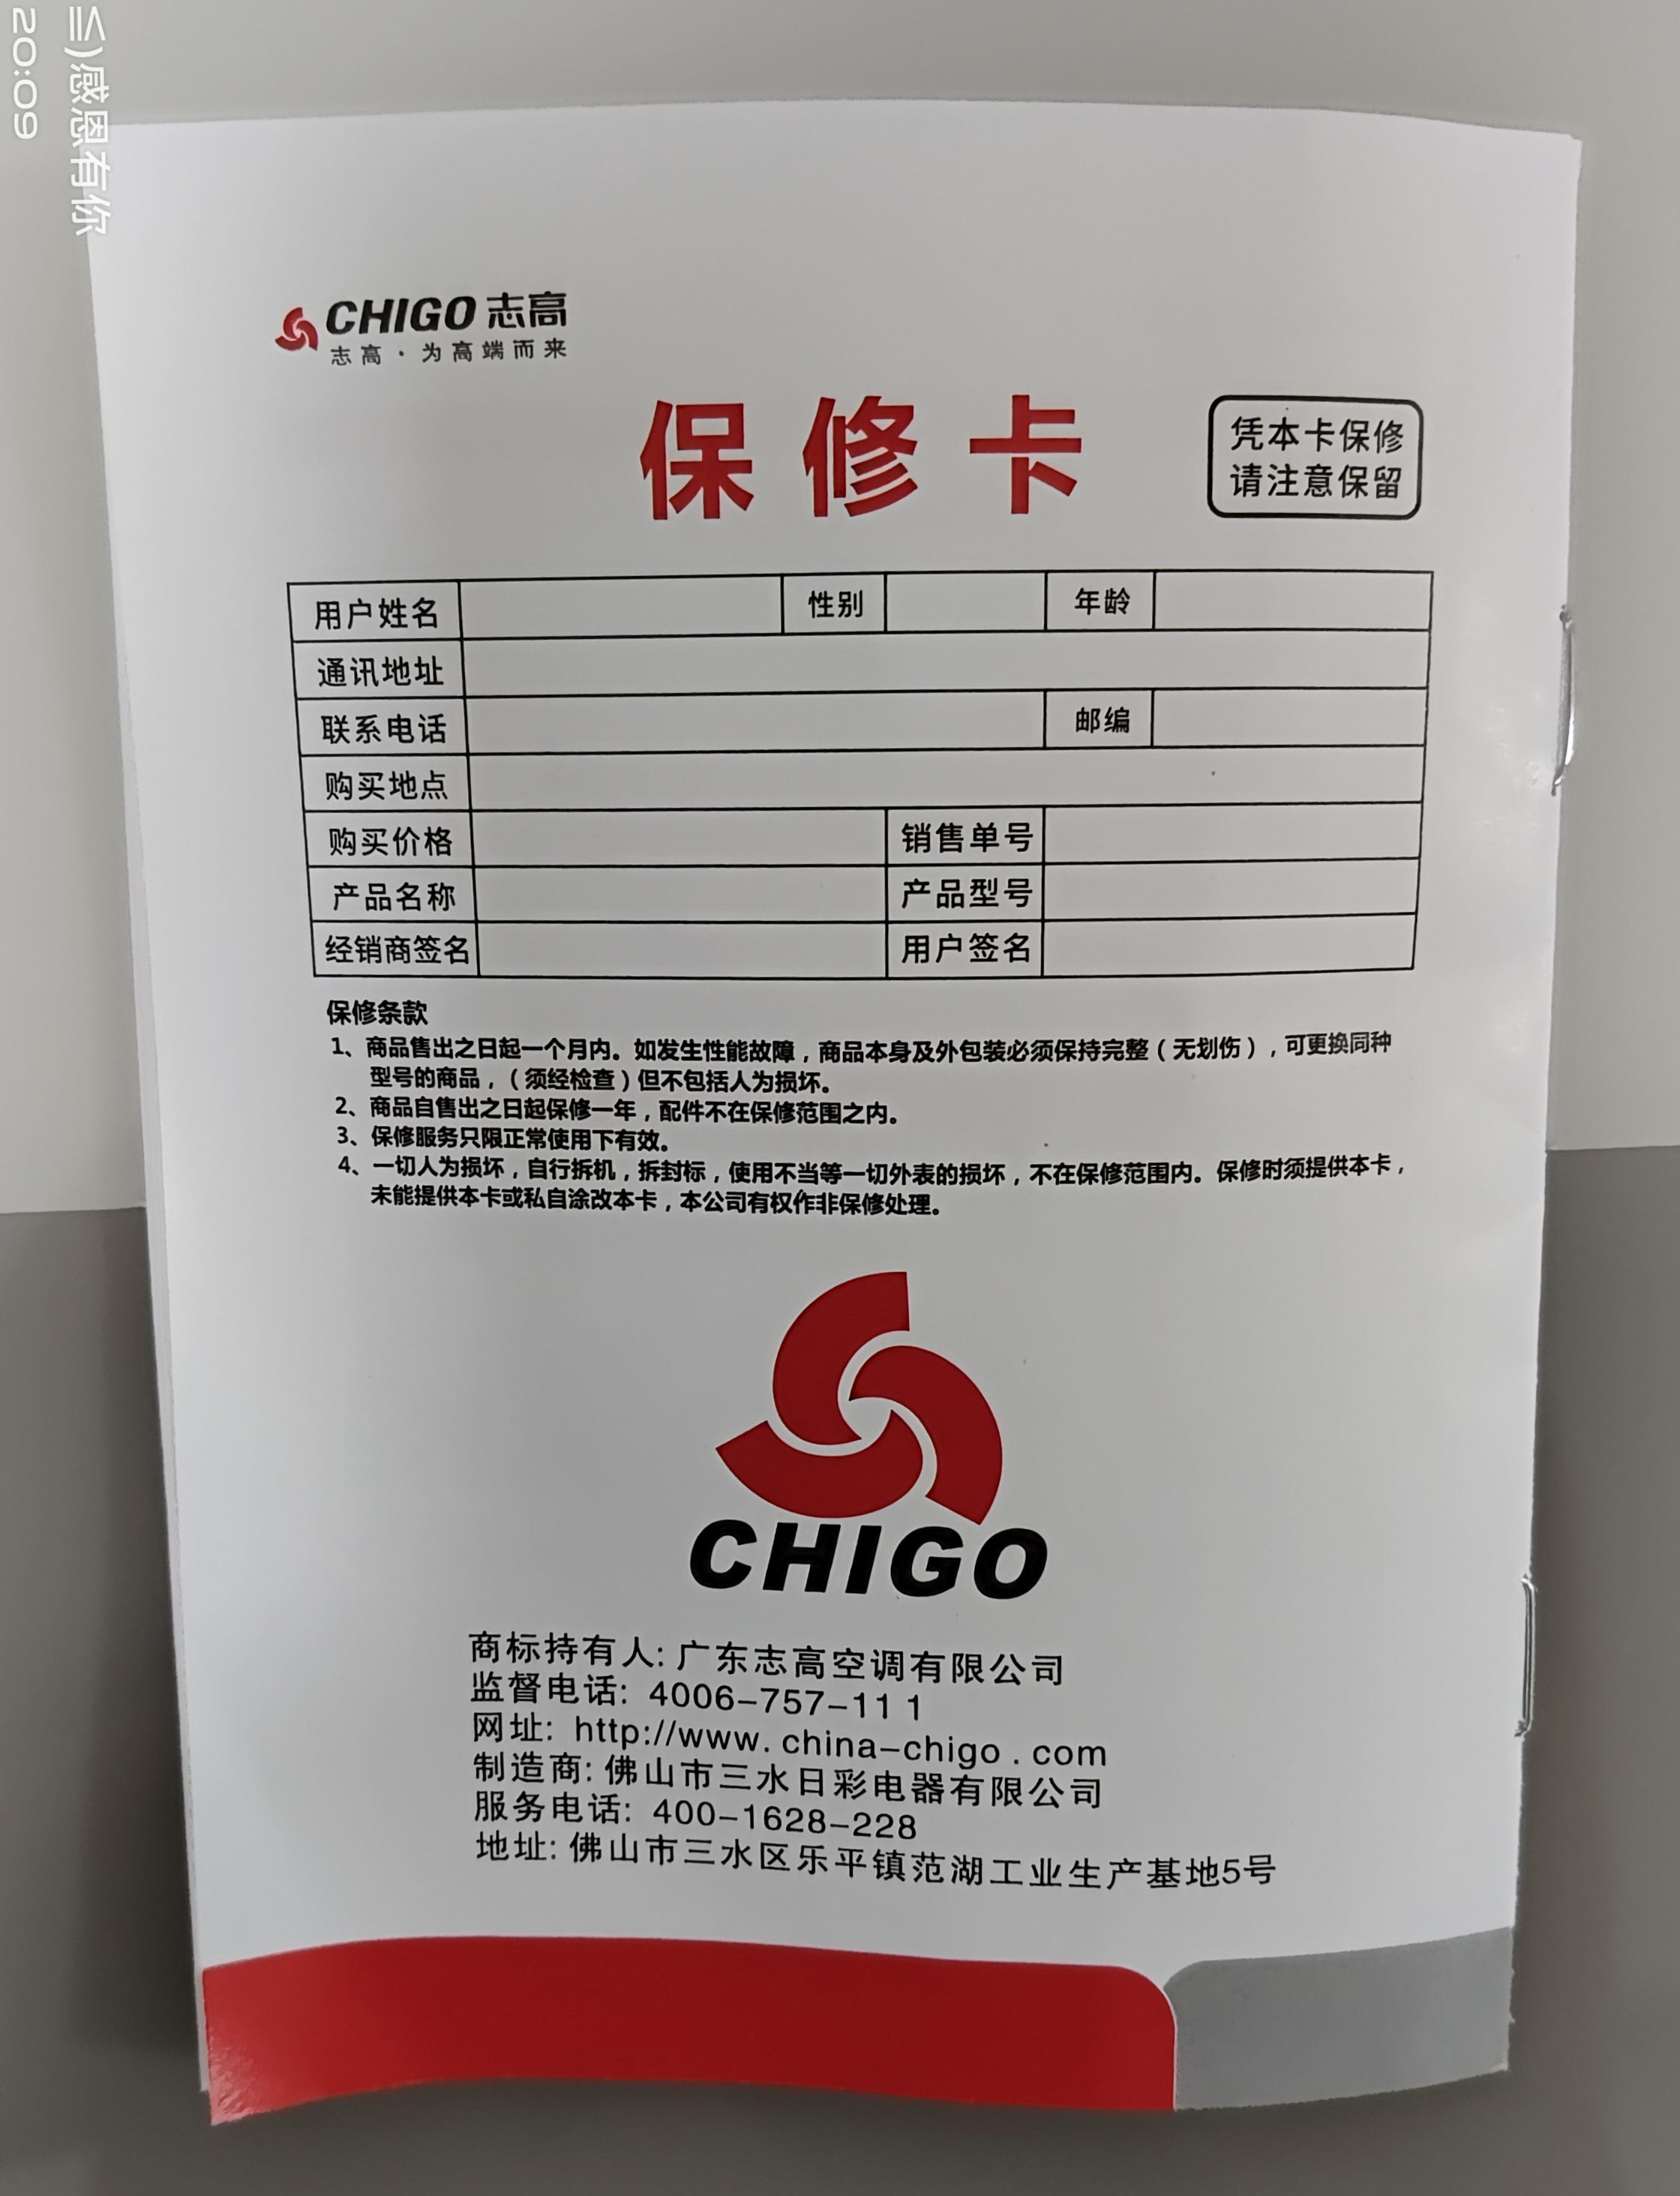 ≤)感恩有你
20:09
CHIGO 志高
志高·为高端而来
保修卡
凭本卡保修
请注意保留
用户姓名 性别 年龄
通讯地址
联系电话 邮编
购买地点
购买价格 销售单号
产品名称 产品型号
经销商签名 用户签名
保修条款
1、商品售出之日起一个月内。如发生性能故障，商品本身及外包装必须保持完整（无划伤），可更换同种
型号的商品，（须经检查）但不包括人为损坏。
2、商品自售出之日起保修一年，配件不在保修范围之内。
3、保修服务只限正常使用下有效。
4、一切人为损坏，自行拆机，拆封标，使用不当等一切外表的损坏，不在保修范围内。保修时须提供本卡，
未能提供本卡或私自涂改本卡，本公司有权作非保修处理。
CHIGO
商标持有人: 广东志高空调有限公司
监督电话: 4006-757-11 1
网址: http://www. china-chigo . com
制造商: 佛山市三水日彩电器有限公司
服务电话: 400-1628-228
地址: 佛山市三水区乐平镇范湖工业生产基地5号